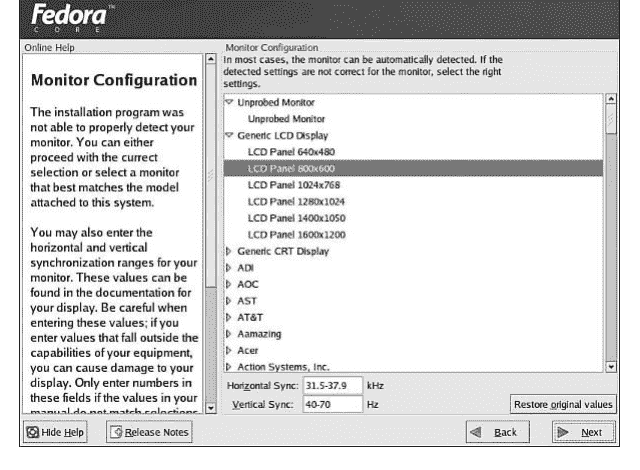 Fedora™
CORE
Online Help
Monitor Configuration
The installation program was
not able to properly detect your
monitor. You can either
proceed with the currect
selection or select a monitor
that best matches the model
attached to this system.
You may also enter the
horizontal and vertical
synchronization ranges for your
monitor. These values can be
found in the documentation for
your display. Be careful when
entering these values; if you
enter values that fall outside the
capabilities of your equipment,
you can cause damage to your
display. Only enter numbers in
these fields if the values in your
manual do not match selections
Monitor Configuration
In most cases, the monitor can be automatically detected. If the
detected settings are not correct for the monitor, select the right
settings.
Unprobed Monitor
Unprobed Monitor
Generic LCD Display
LCD Panel 640x480
LCD Panel 800x600
LCD Panel 1024x768
LCD Panel 1280x1024
LCD Panel 1400x1050
LCD Panel 1600x1200
Generic CRT Display
ADI
AOC
AST
AT&T
Aamazing
Acer
Action Systems, Inc.
Horizontal Sync: 31.5-37.9 kHz
Vertical Sync: 40-70 Hz
Restore original values
Hide Help
Release Notes
Back
Next